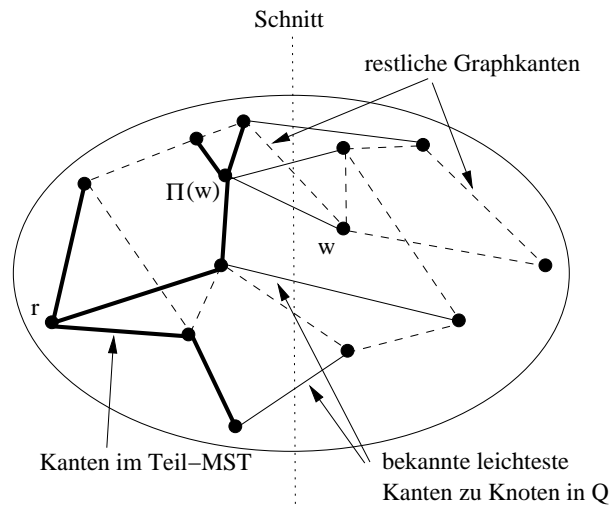 Schnitt
restliche Graphkanten
Π(w)
w
r
Kanten im Teil–MST
bekannte leichteste
Kanten zu Knoten in Q